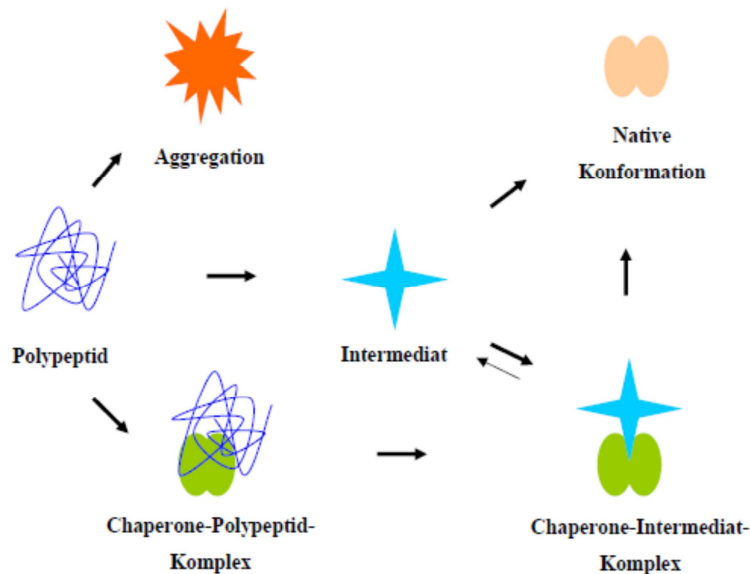 Aggregation
Native
Konformation
Polypeptid
Intermediat
Chaperone-Polypeptid-
Komplex
Chaperone-Intermediat-
Komplex